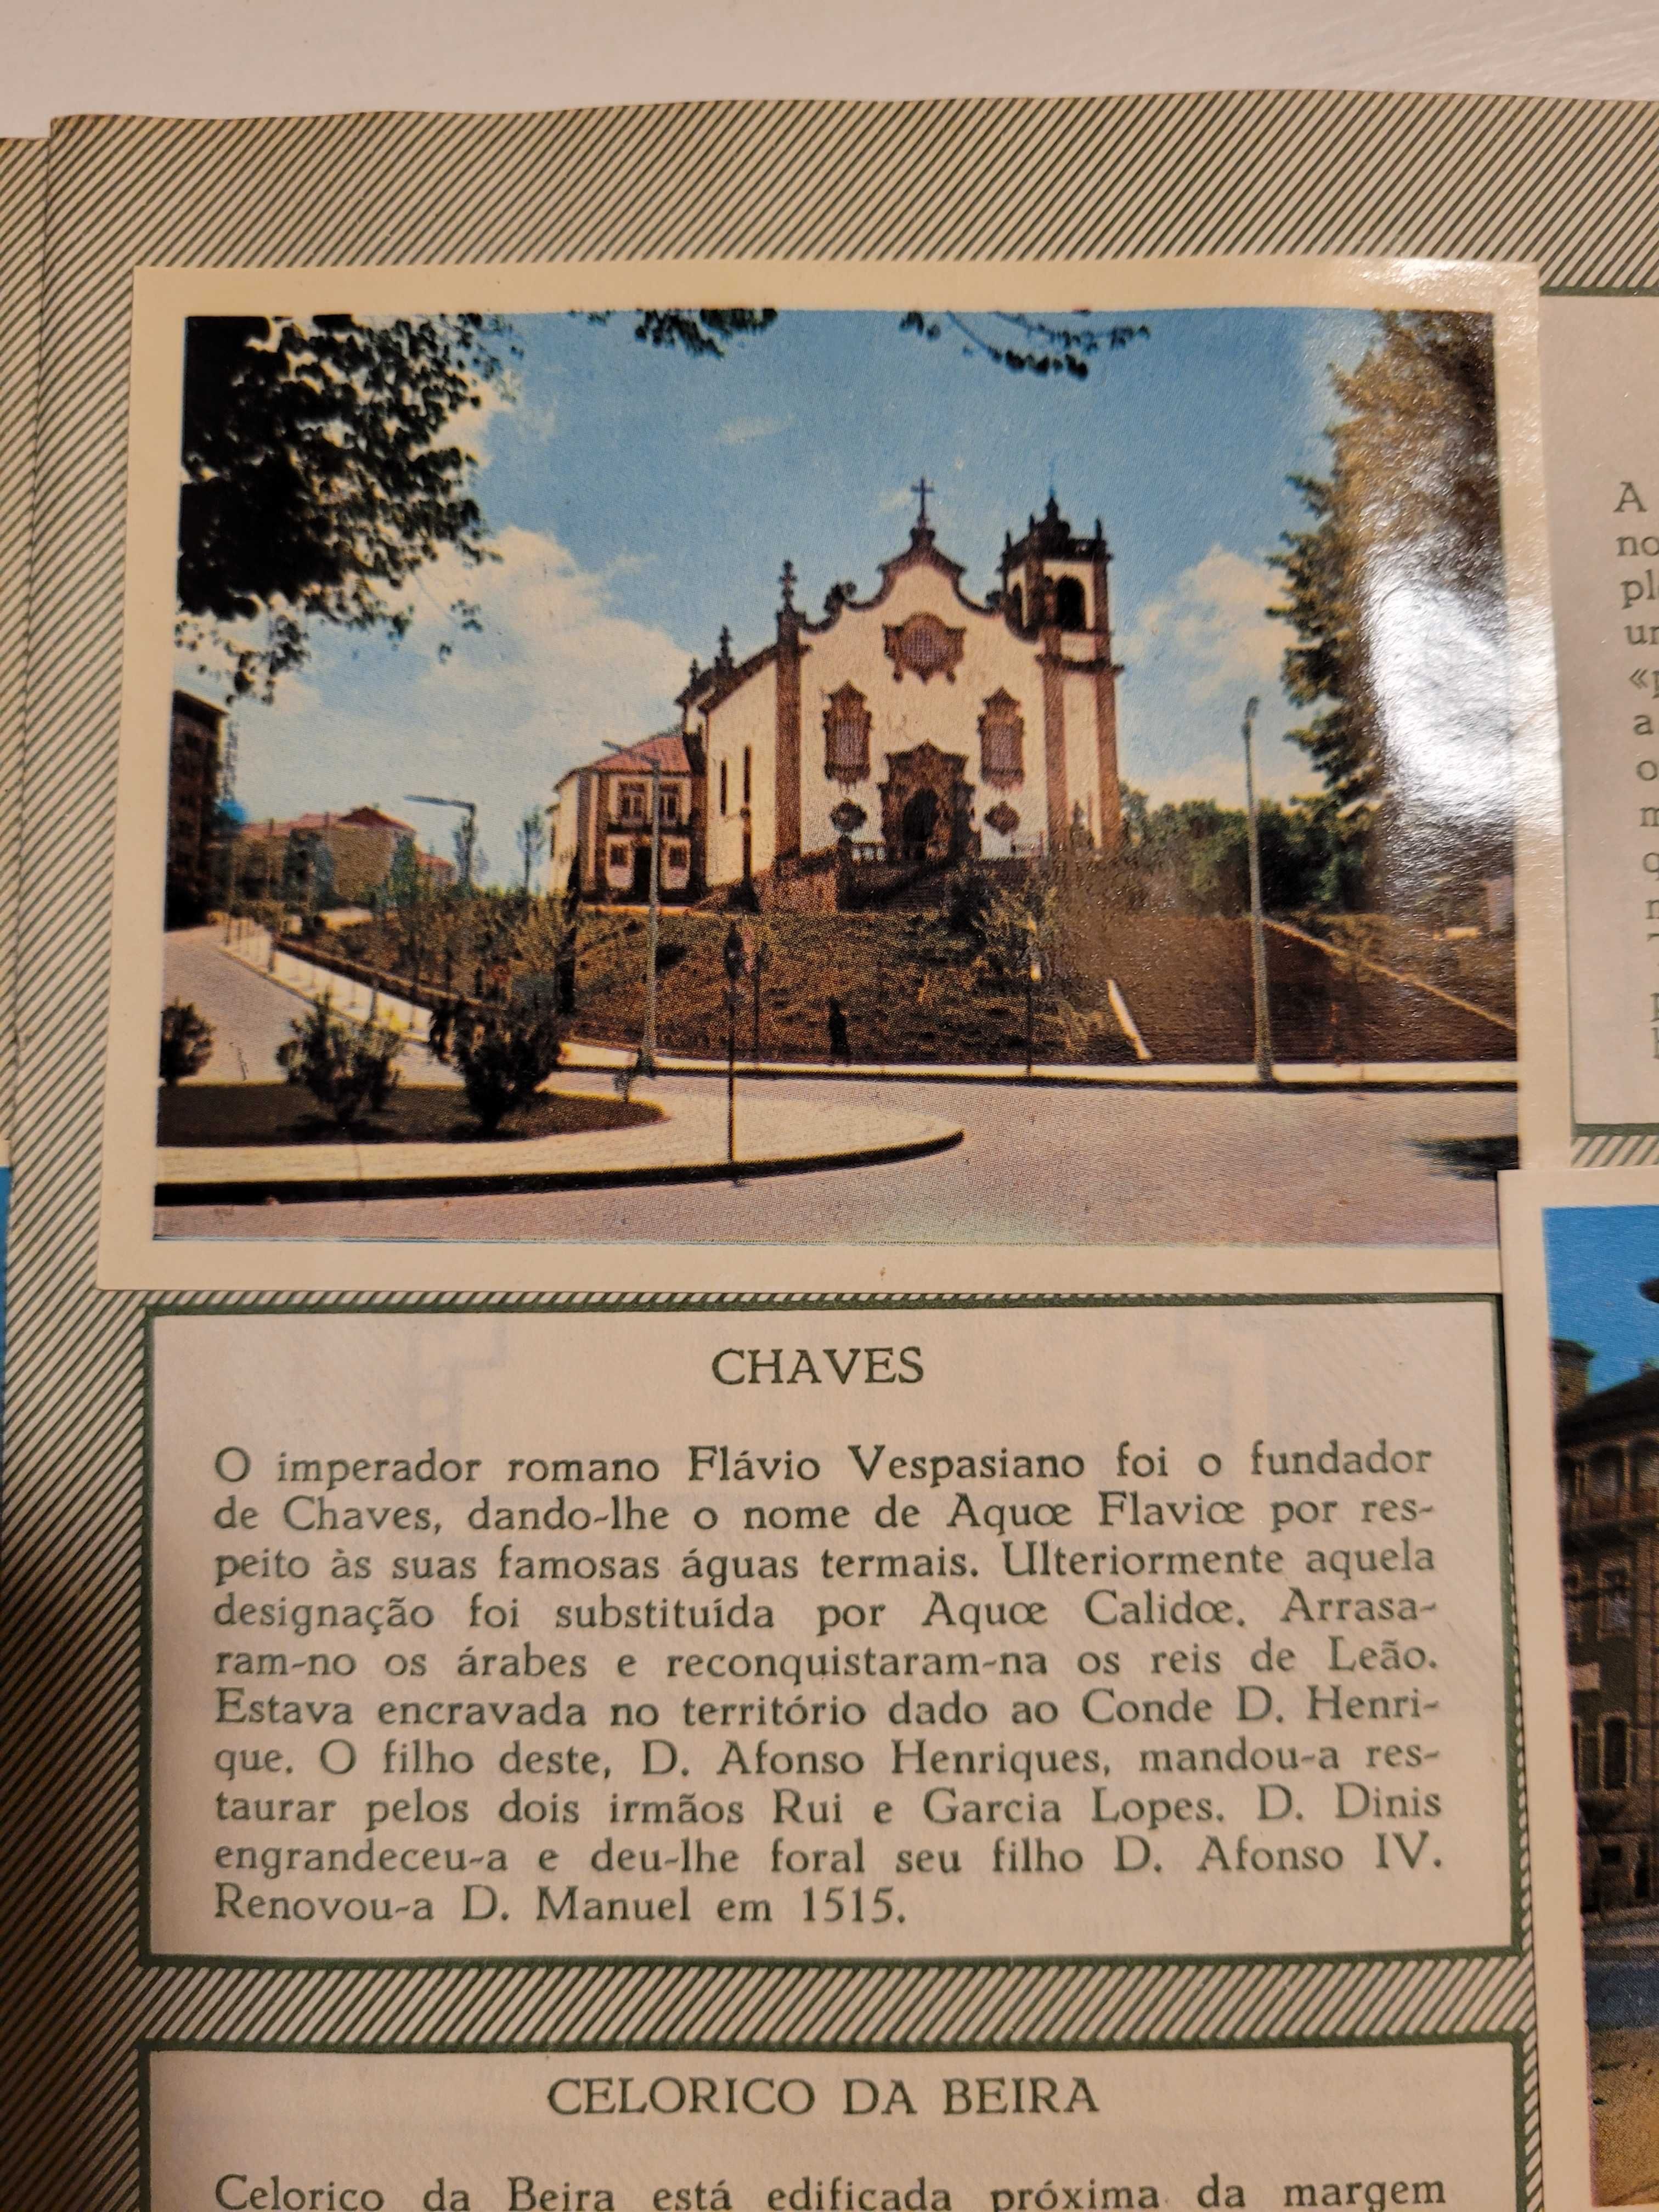 CHAVES
O imperador romano Flávio Vespasiano foi o fundador
de Chaves, dando-lhe o nome de Aquœ Flaviœ por res-
peito às suas famosas águas termais. Ulteriormente aquela
designação foi substituída por Aquœ Calidœ. Arrasa-
ram-no os árabes e reconquistaram-na os reis de Leão.
Estava encravada no território dado ao Conde D. Henri-
que. O filho deste, D. Afonso Henriques, mandou-a res-
taurar pelos dois irmãos Rui e Garcia Lopes. D. Dinis
engrandeceu-a e deu-lhe foral seu filho D. Afonso IV.
Renovou-a D. Manuel em 1515.
CELORICO DA BEIRA
Celorico da Beira está edificada próxima da margem
A